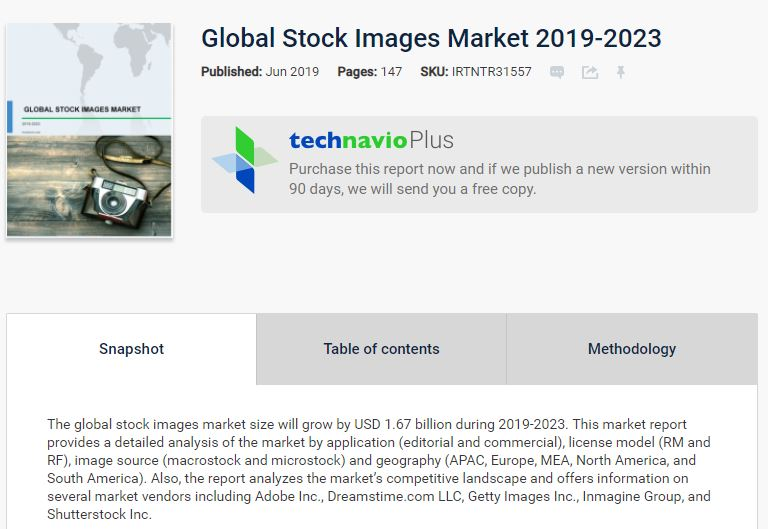 Global Stock Images Market 2019-2023
Published: Jun 2019 Pages: 147 SKU: IRTNTR31557
GLOBAL STOCK IMAGES MARKET
2019-2023
technavioPlus
Purchase this report now and if we publish a new version within
90 days, we will send you a free copy.
Snapshot
Table of contents
Methodology
The global stock images market size will grow by USD 1.67 billion during 2019-2023. This market report
provides a detailed analysis of the market by application (editorial and commercial), license model (RM and
RF), image source (macrostock and microstock) and geography (APAC, Europe, MEA, North America, and
South America). Also, the report analyzes the market's competitive landscape and offers information on
several market vendors including Adobe Inc., Dreamstime.com LLC, Getty Images Inc., Inmagine Group, and
Shutterstock Inc.